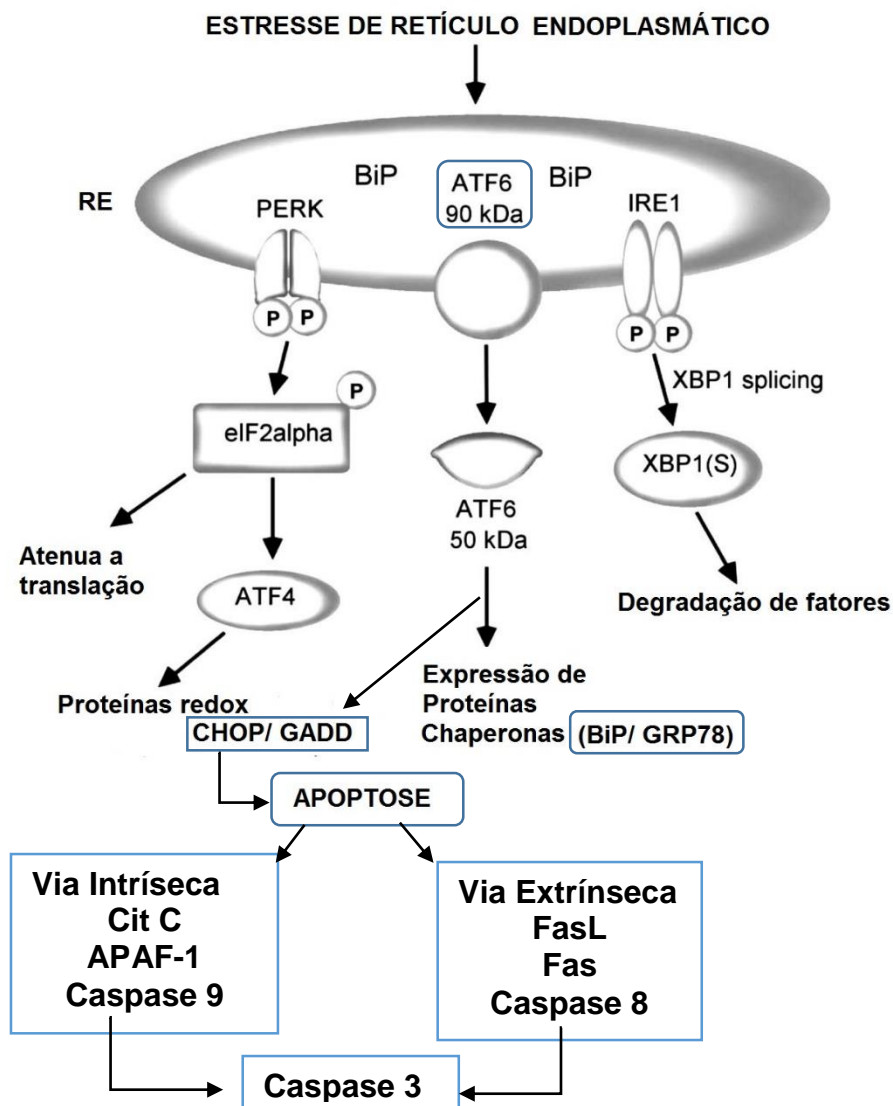 ESTRESSE DE RETÍCULO ENDOPLASMÁTICO
RE
BiP
ATF6
90 kDa
BiP
PERK
IRE1
P P
P P
P
eIF2alpha
XBP1 splicing
XBP1(S)
ATF6
50 kDa
Atenua a
translação
ATF4
Degradação de fatores
Proteínas redox
CHOP/ GADD
Expressão de
Proteínas
Chaperonas (BiP/ GRP78)
APOPTOSE
Via Intríseca
Cit C
APAF-1
Caspase 9
Via Extrínseca
FasL
Fas
Caspase 8
Caspase 3